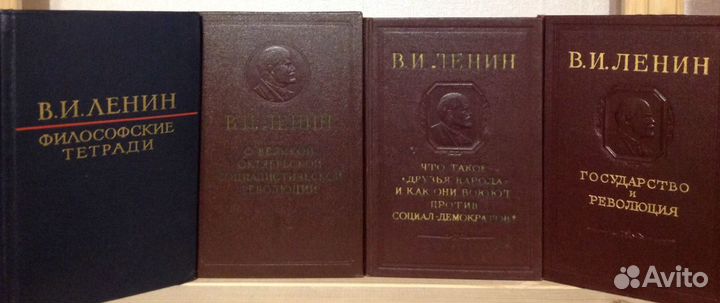 В.И.ЛЕНИН
ФИЛОСОФСКИЕ
ТЕТРАДИ
В.И.ЛЕНИН
О ВЕЛИКОЙ
ОКТЯБРЬСКОЙ
СОЦИАЛИСТИЧЕСКОЙ
РЕВОЛЮЦИИ
В.И.ЛЕНИН
ЧТО ТАКОЕ
«ДРУЗЬЯ НАРОДА»
И КАК ОНИ ВОЮЮТ
ПРОТИВ
СОЦИАЛ-ДЕМОКРАТОВ?
В.И.ЛЕНИН
ГОСУДАРСТВО
И
РЕВОЛЮЦИЯ
Avito